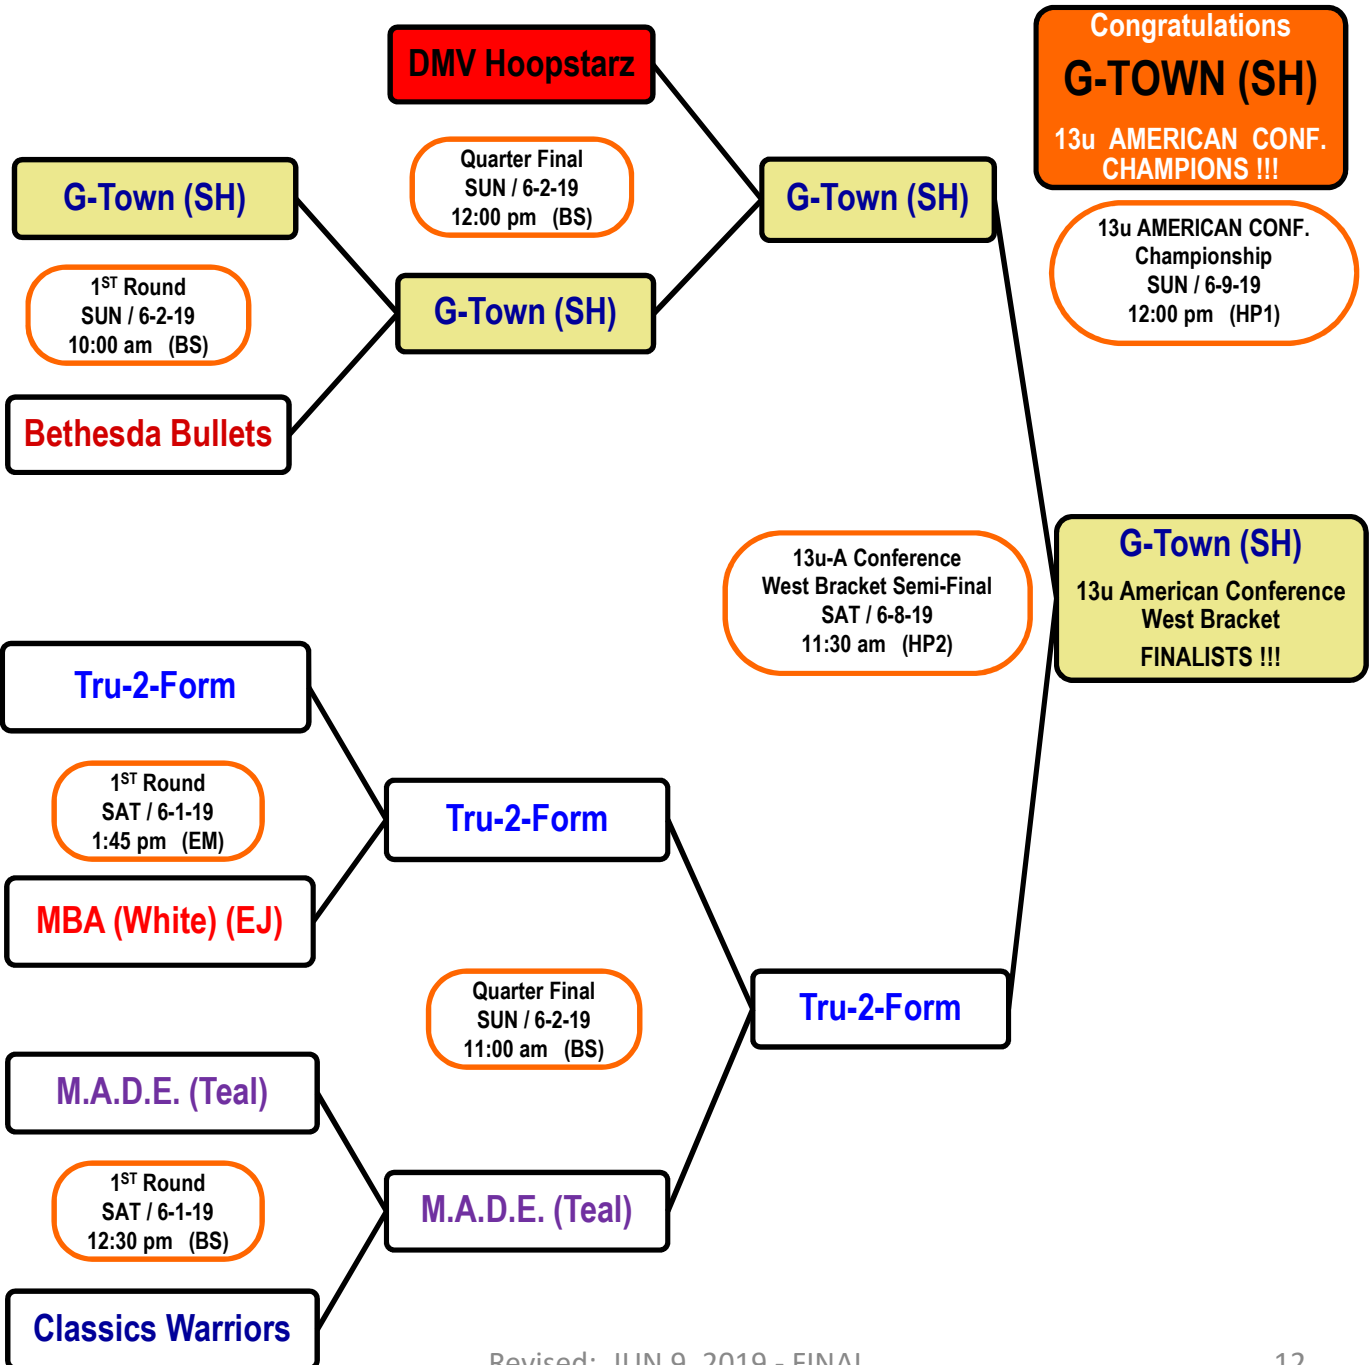 Congratulations
G-TOWN (SH)
13u AMERICAN CONF.
CHAMPIONS !!!
DMV Hoopstarz
Quarter Final
SUN / 6-2-19
12:00 pm (BS)
G-Town (SH)
G-Town (SH)
13u AMERICAN CONF.
Championship
SUN / 6-9-19
12:00 pm (HP1)
1ST Round
SUN / 6-2-19
10:00 am (BS)
G-Town (SH)
Bethesda Bullets
13u-A Conference
West Bracket Semi-Final
SAT / 6-8-19
11:30 am (HP2)
G-Town (SH)
13u American Conference
West Bracket
FINALISTS !!!
Tru-2-Form
1ST Round
SAT / 6-1-19
1:45 pm (EM)
Tru-2-Form
MBA (White) (EJ)
Quarter Final
SUN / 6-2-19
11:00 am (BS)
Tru-2-Form
M.A.D.E. (Teal)
1ST Round
SAT / 6-1-19
12:30 pm (BS)
M.A.D.E. (Teal)
Classics Warriors
Revised: JUN 9, 2019 - FINAL
12